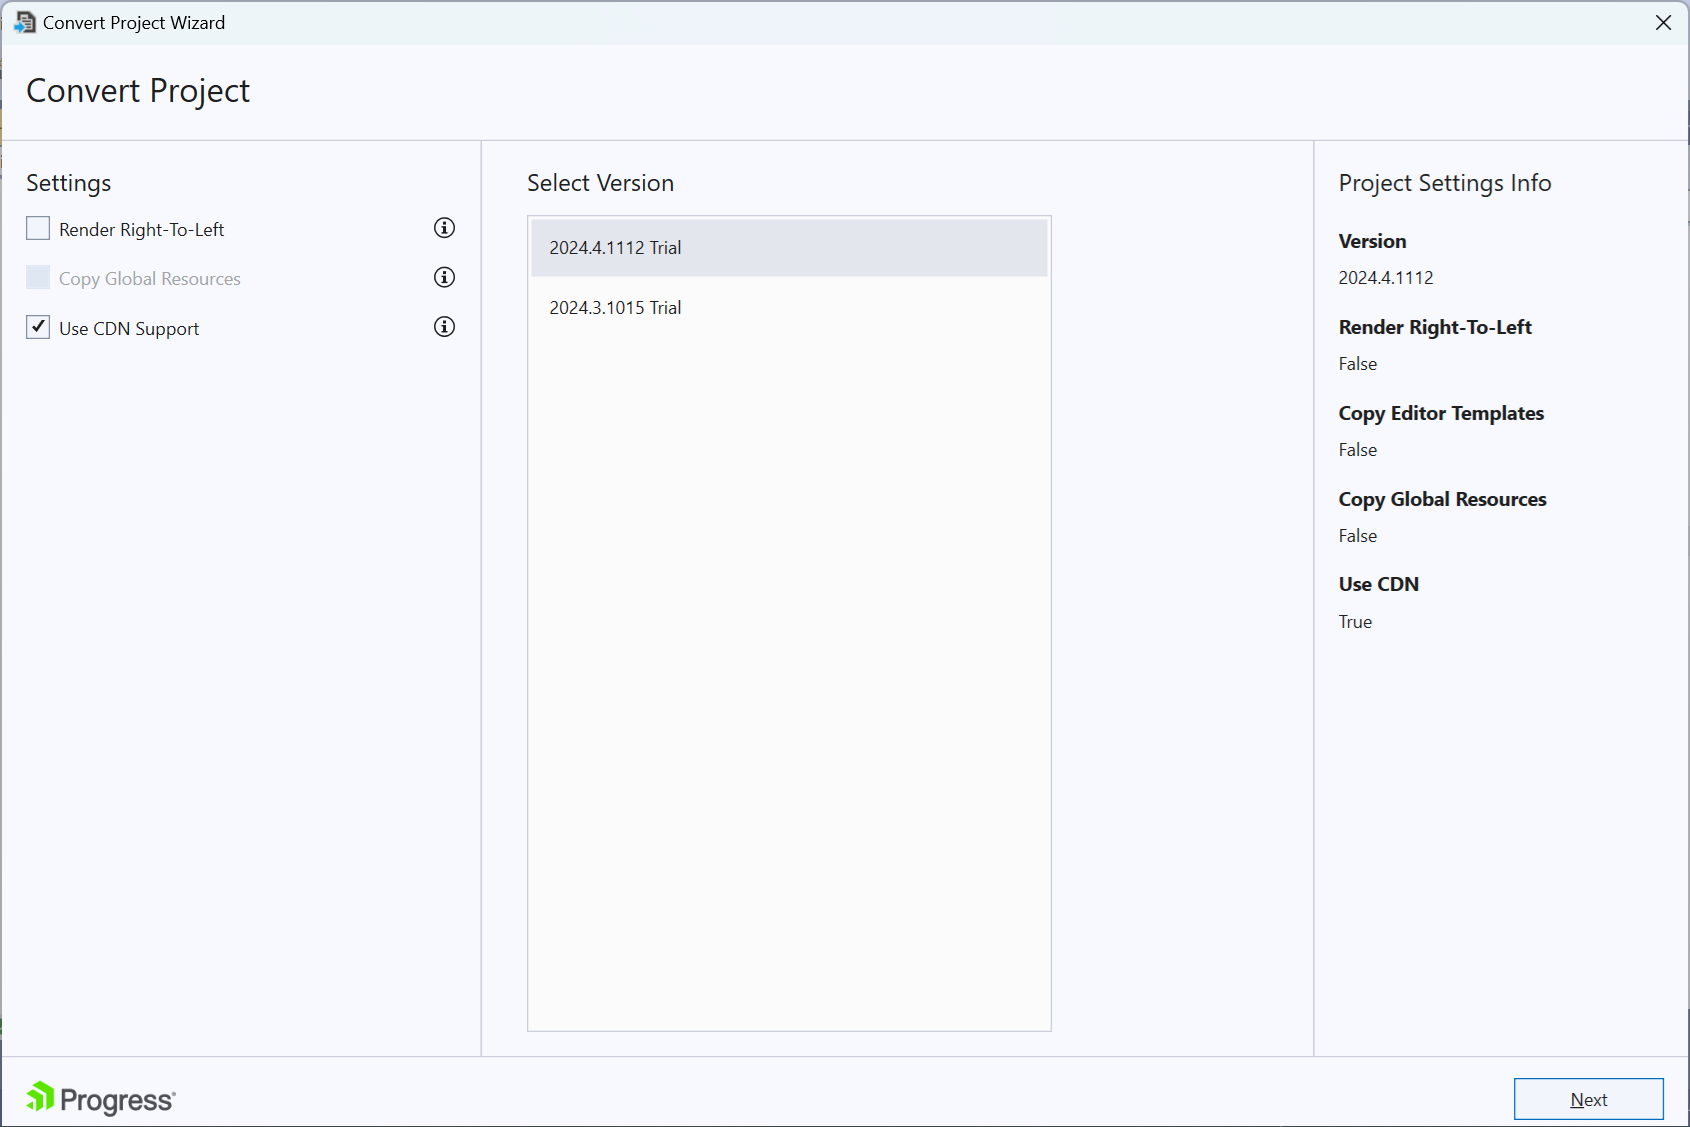 Convert Project Wizard
Convert Project
Settings
Render Right-To-Left
Copy Global Resources
Use CDN Support
Select Version
2024.4.1112 Trial
2024.3.1015 Trial
Project Settings Info
Version
2024.4.1112
Render Right-To-Left
False
Copy Editor Templates
False
Copy Global Resources
False
Use CDN
True
Progress
Next